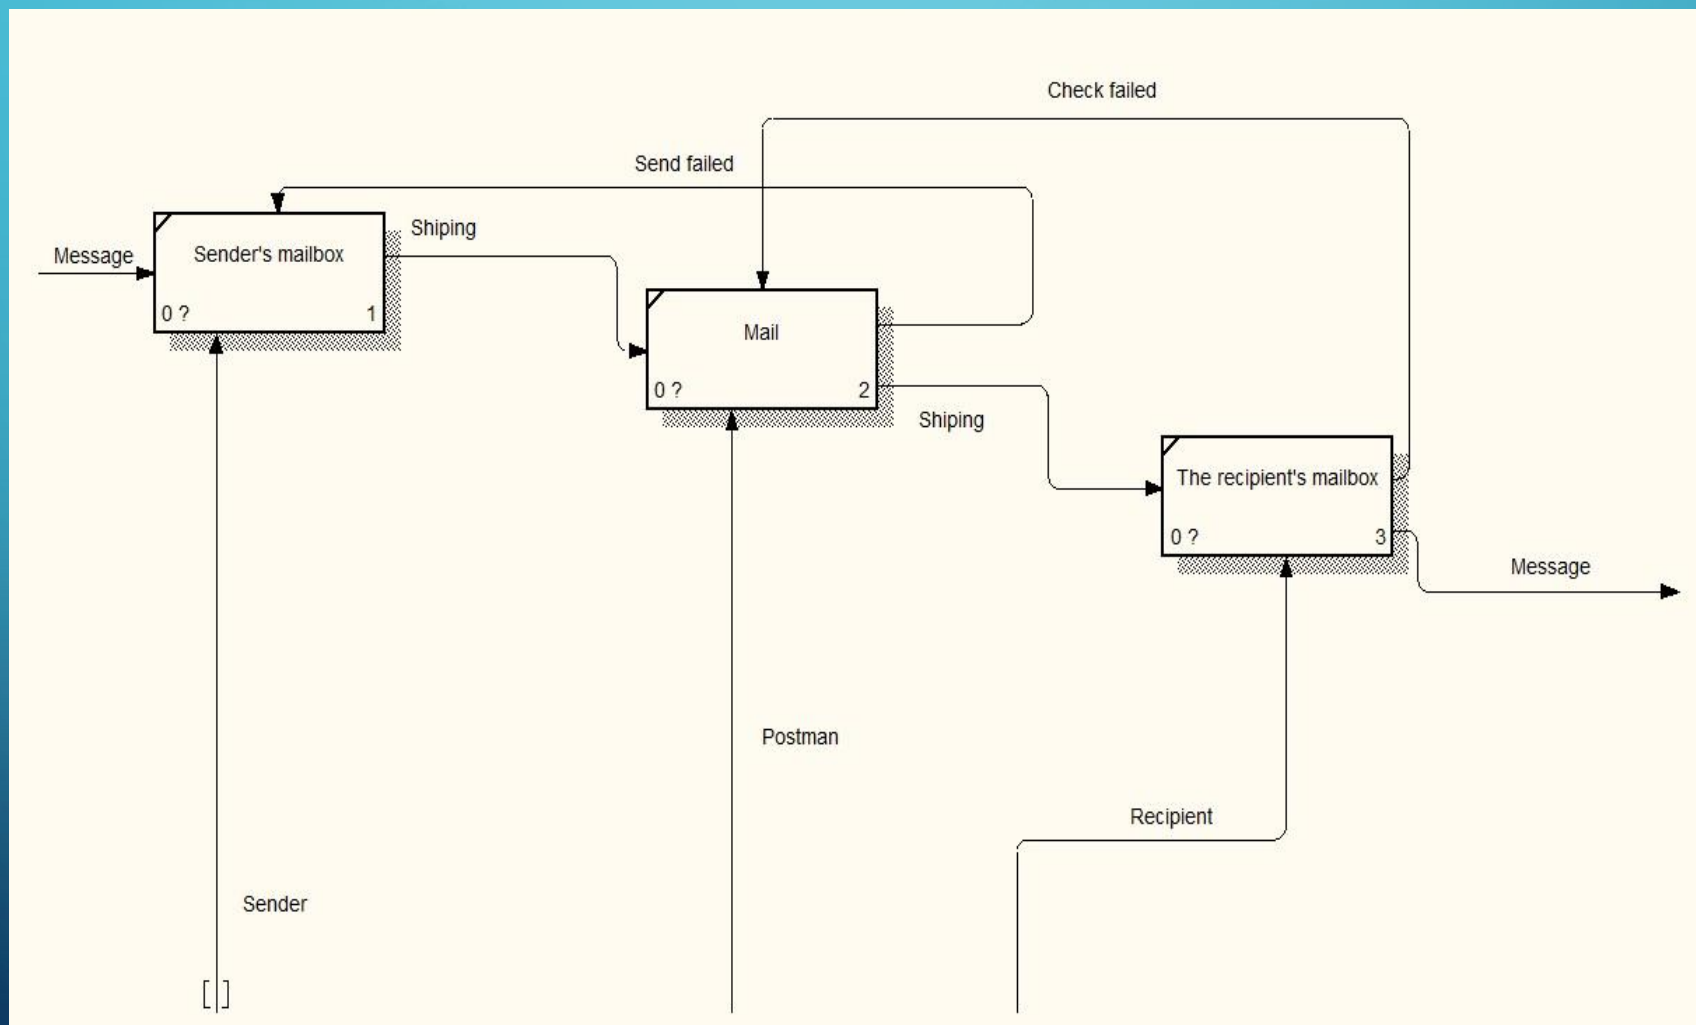 Check failed
Send failed
Shiping
Message
Sender's mailbox
0 ?
1
Mail
0 ?
2
Shiping
The recipient's mailbox
0 ?
3
Message
Postman
Recipient
Sender